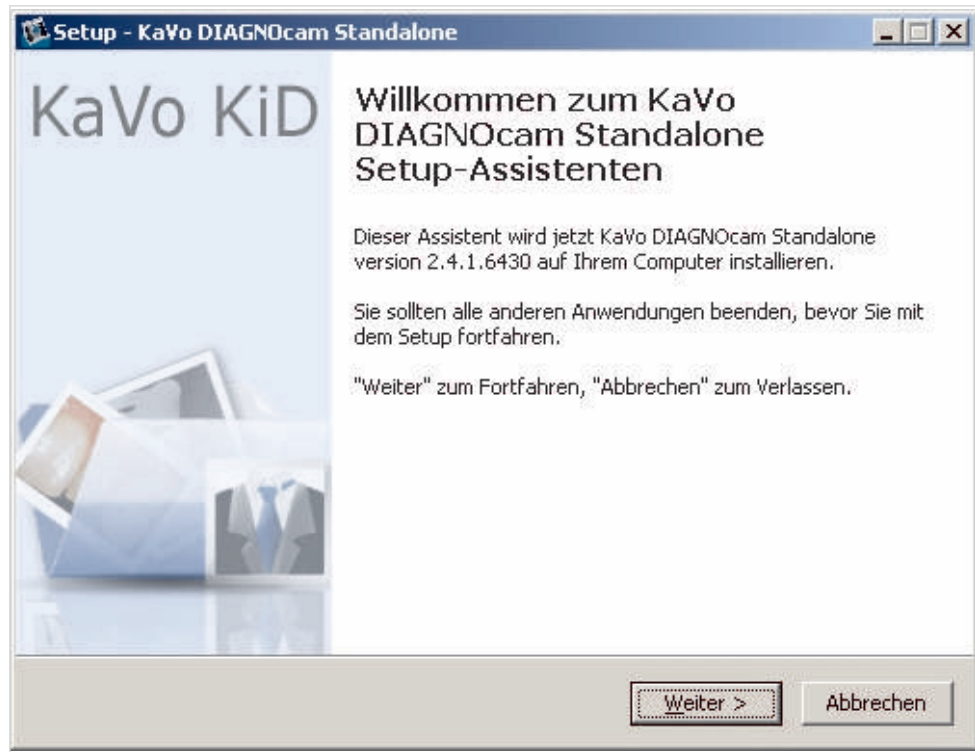 Setup - KaVo DIAGNOcam Standalone
KaVo KiD
Willkommen zum KaVo
DIAGNOcam Standalone
Setup-Assistenten
Dieser Assistent wird jetzt KaVo DIAGNOcam Standalone
version 2.4.1.6430 auf Ihrem Computer installieren.
Sie sollten alle anderen Anwendungen beenden, bevor Sie mit
dem Setup fortfahren.
"Weiter" zum Fortfahren, "Abbrechen" zum Verlassen.
Weiter >
Abbrechen